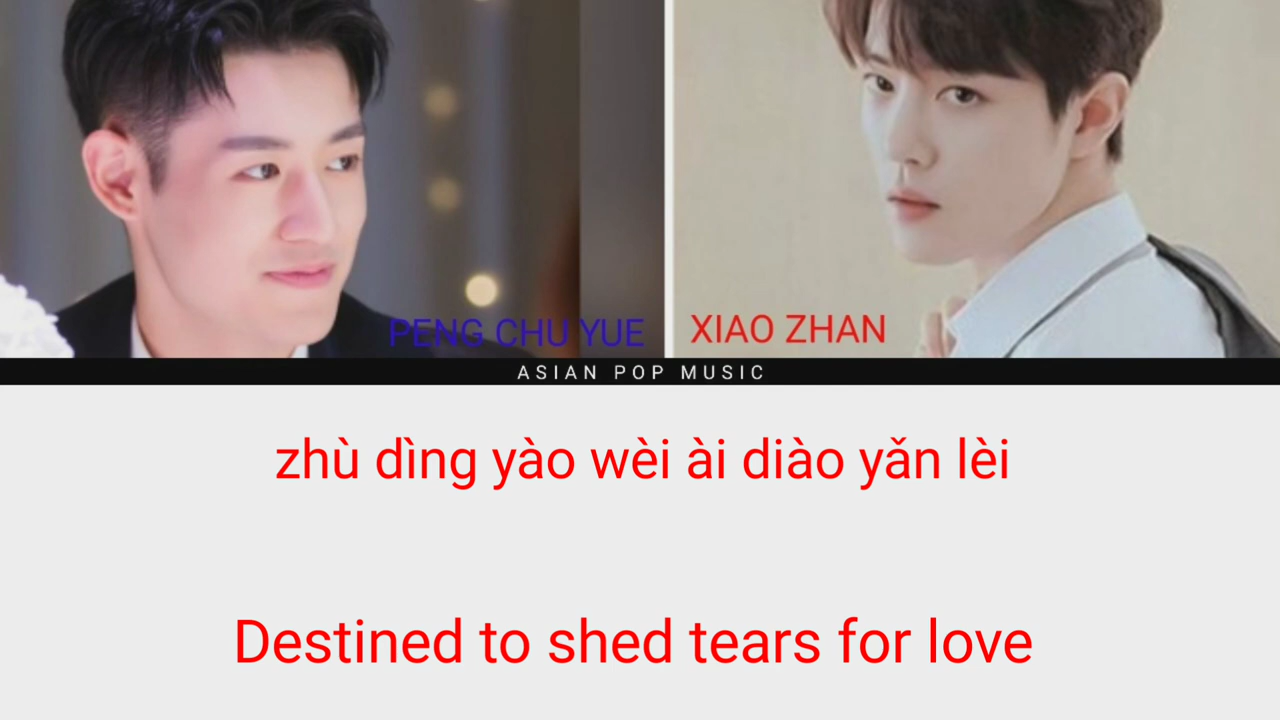 PENG CHU YUE
XIAO ZHAN
ASIAN POP MUSIC
zhù dìng yào wèi ài diào yǎn lèi
Destined to shed tears for love